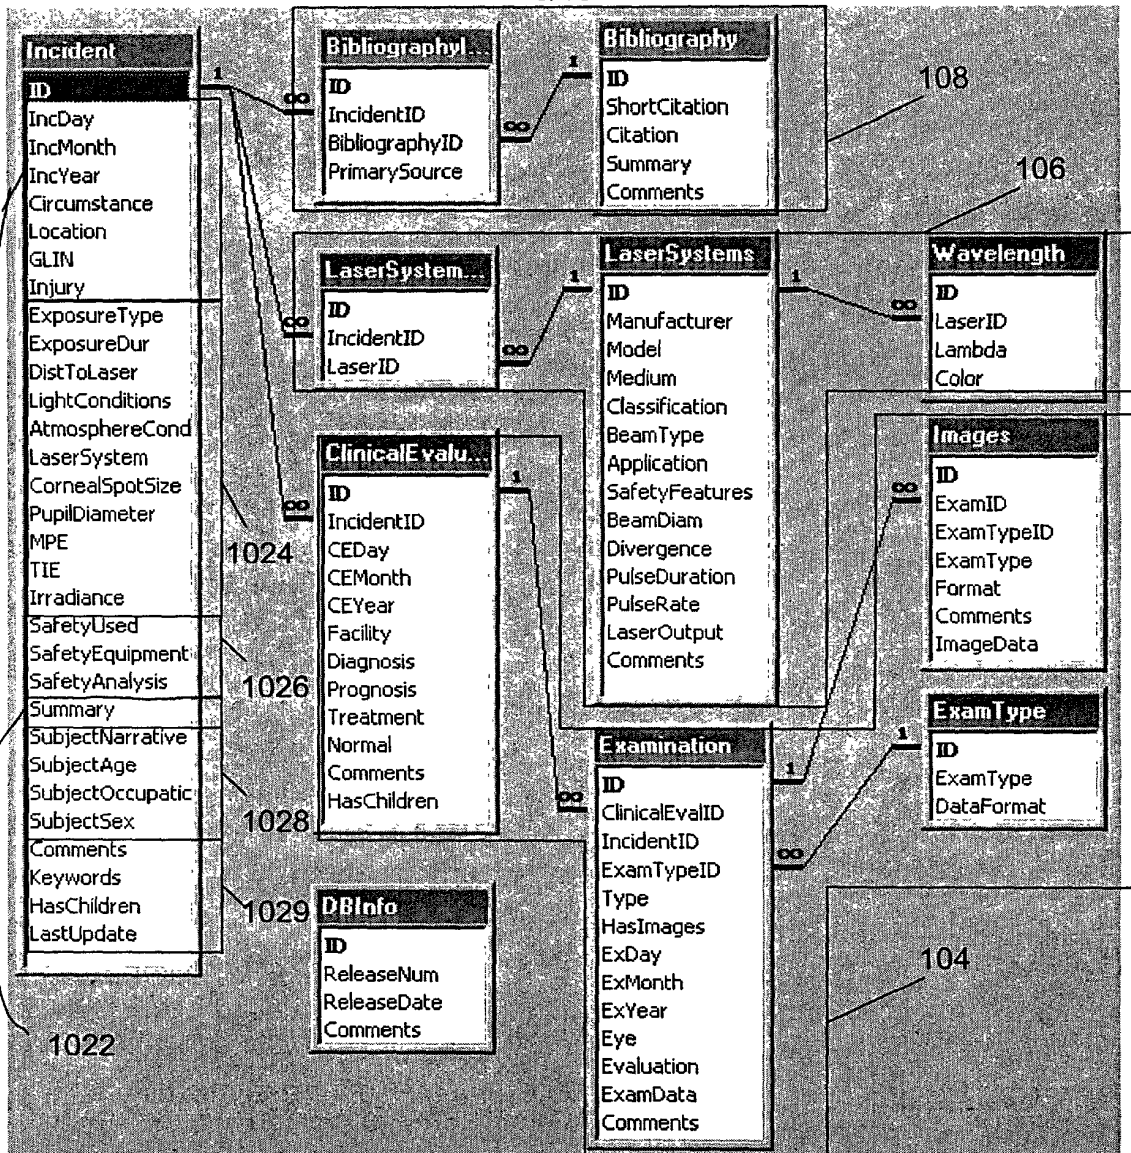 Incident
ID
IncDay
IncMonth
IncYear
Circumstance
Location
GLIN
Injury
ExposureType
ExposureDur
DistToLaser
LightConditions
AtmosphereCond
LaserSystem
CornealSpotSize
PupilDiameter
MPE
TIE
Irradiance
SafetyUsed
SafetyEquipment
SafetyAnalysis
Summary
SubjectNarrative
SubjectAge
SubjectOccupatic
SubjectSex
Comments
Keywords
HasChildren
LastUpdate
1022
1024
1026
1028
1029
1
∞
BibliographyI...
ID
IncidentID
BibliographyID
PrimarySource
∞
1
Bibliography
ID
ShortCitation
Citation
Summary
Comments
108
106
∞
LaserSystem...
ID
IncidentID
LaserID
∞
1
LaserSystems
ID
Manufacturer
Model
Medium
Classification
BeamType
Application
SafetyFeatures
BeamDiam
Divergence
PulseDuration
PulseRate
LaserOutput
Comments
1
∞
Wavelength
ID
LaserID
Lambda
Color
∞
ClinicalEvalu...
ID
IncidentID
CEDay
CEMonth
CEYear
Facility
Diagnosis
Prognosis
Treatment
Normal
Comments
HasChildren
1
∞
Images
ID
ExamID
ExamTypeID
ExamType
Format
Comments
ImageData
∞
Examination
ID
ClinicalEvalID
IncidentID
ExamTypeID
Type
HasImages
ExDay
ExMonth
ExYear
Eye
Evaluation
ExamData
Comments
1
∞
1
ExamType
ID
ExamType
DataFormat
DBInfo
ID
ReleaseNum
ReleaseDate
Comments
104